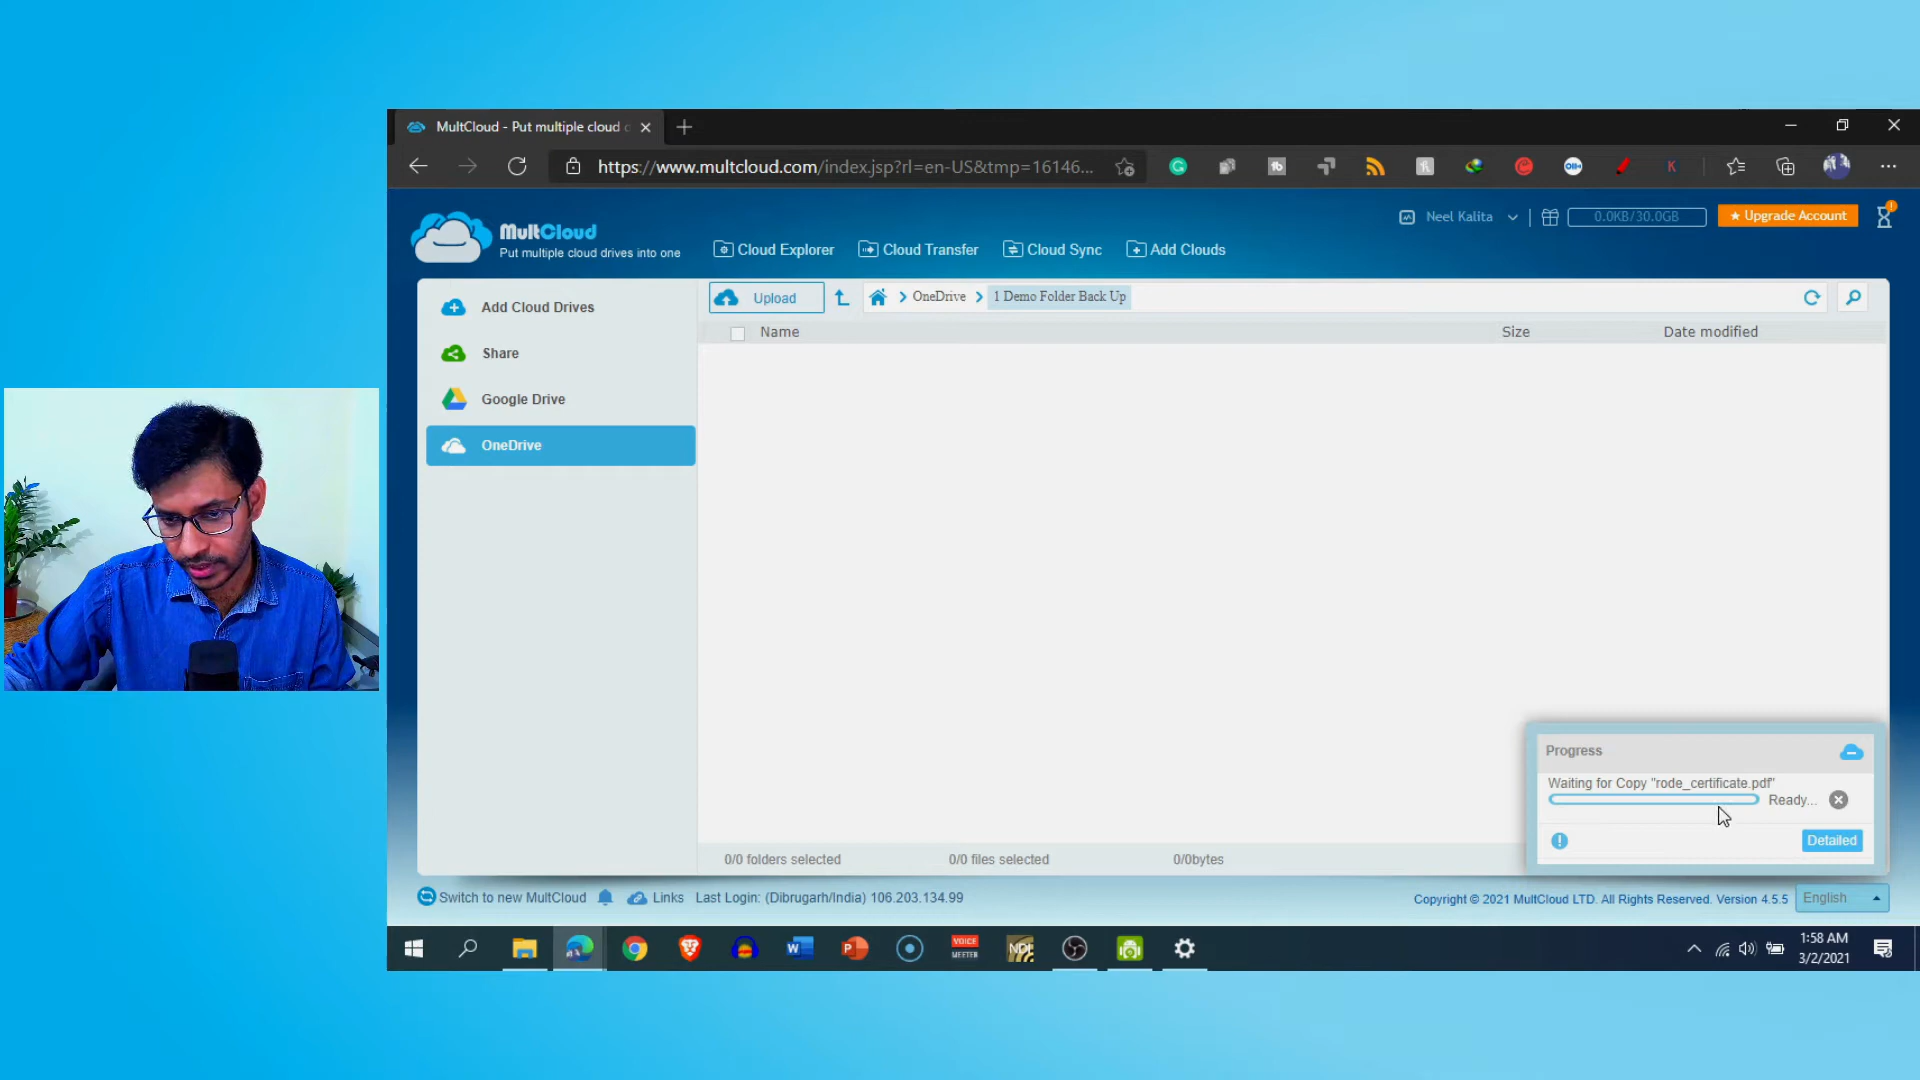 MultCloud - Put multiple cloud
https://www.multcloud.com/index.jsp?rl=en-US&tmp=16146...
MultCloud
Put multiple cloud drives into one
Cloud Explorer
Cloud Transfer
Cloud Sync
Add Clouds
Neel Kalita
0.0KB/30.0GB
Upgrade Account
Add Cloud Drives
Share
Google Drive
OneDrive
Upload
OneDrive
1 Demo Folder Back Up
Name
Size
Date modified
Progress
Waiting for Copy "rode_certificate.pdf"
Ready...
Detailed
0/0 folders selected
0/0 files selected
0/0bytes
Switch to new MultCloud
Links
Last Login: (Dibrugarh/India) 106.203.134.99
Copyright © 2021 MultCloud LTD. All Rights Reserved. Version 4.5.5
English
VOICE
MEETER
NDI
1:58 AM
3/2/2021